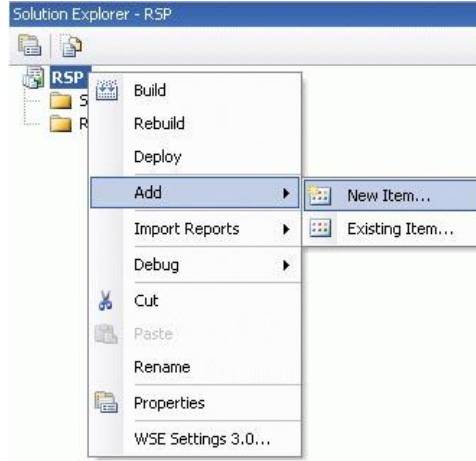 Solution Explorer - RSP
RSP
S
R
Build
Rebuild
Deploy
Add
New Item...
Import Reports
Existing Item...
Debug
Cut
Paste
Rename
Properties
WSE Settings 3.0...